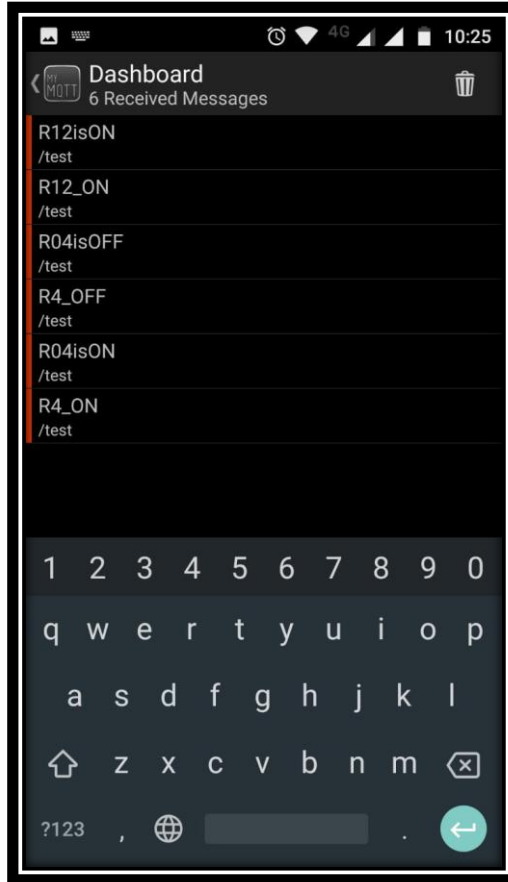 4G 10:25
MY
MQTT
Dashboard
6 Received Messages
R12isON
/test
R12_ON
/test
R04isOFF
/test
R4_OFF
/test
R04isON
/test
R4_ON
/test
1 2 3 4 5 6 7 8 9 0
q w e r t y u i o p
a s d f g h j k l
z x c v b n m
?123 , .